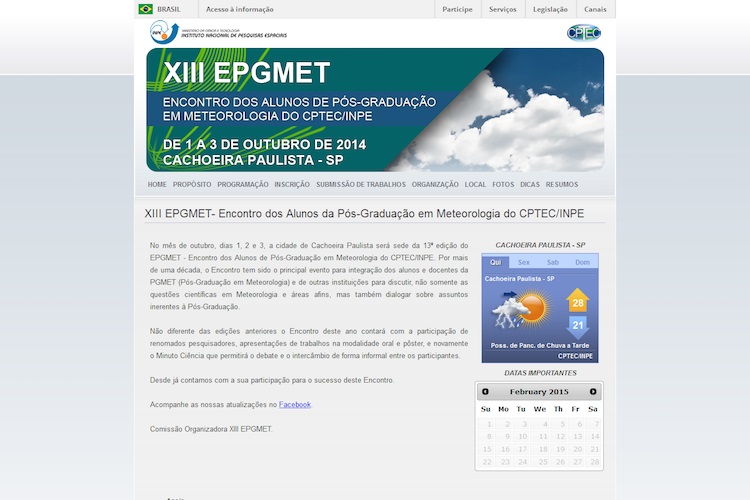 BRASIL
Acesso à informação
Participe
Serviços
Legislação
Canais
INSTITUTO NACIONAL DE PESQUISAS ESPACIAIS
CPTEC
XIII EPGMET
ENCONTRO DOS ALUNOS DE PÓS-GRADUAÇÃO
EM METEOROLOGIA DO CPTEC/INPE
DE 1 A 3 DE OUTUBRO DE 2014
CACHOEIRA PAULISTA - SP
HOME PROPÓSITO PROGRAMAÇÃO INSCRIÇÃO SUBMISSÃO DE TRABALHOS ORGANIZAÇÃO LOCAL FOTOS DICAS RESUMOS
XIII EPGMET- Encontro dos Alunos da Pós-Graduação em Meteorologia do CPTEC/INPE
No mês de outubro, dias 1, 2 e 3, a cidade de Cachoeira Paulista será sede da 13ª edição do
EPGMET - Encontro dos Alunos de Pós-Graduação em Meteorologia do CPTEC/INPE. Por mais
de uma década, o Encontro tem sido o principal evento para integração dos alunos e docentes da
PGMET (Pós-Graduação em Meteorologia) e de outras instituições para discutir, não somente as
questões científicas em Meteorologia e áreas afins, mas também dialogar sobre assuntos
inerentes à Pós-Graduação.
Não diferente das edições anteriores o Encontro deste ano contará com a participação de
renomados pesquisadores, apresentações de trabalhos na modalidade oral e pôster, e novamente
o Minuto Ciência que permitirá o debate e o intercâmbio de forma informal entre os participantes.
Desde já contamos com a sua participação para o sucesso deste Encontro.
Acompanhe as nossas atualizações no Facebook.
Comissão Organizadora XIII EPGMET.
CACHOEIRA PAULISTA - SP
Qui Sex Sab Dom
Cachoeira Paulista - SP
28
21
Poss. de Panc. de Chuva a Tarde
CPTEC/INPE
DATAS IMPORTANTES
February 2015
Su Mo Tu We Th Fr Sa
1 2 3 4 5 6 7
8 9 10 11 12 13 14
15 16 17 18 19 20 21
22 23 24 25 26 27 28